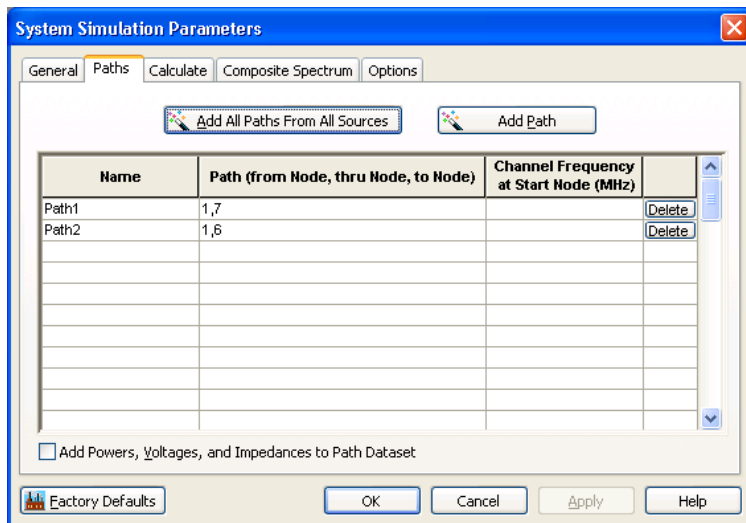 System Simulation Parameters
General Paths Calculate Composite Spectrum Options
Add All Paths From All Sources Add Path
Name Path (from Node, thru Node, to Node) Channel Frequency at Start Node (MHz)
Path1 1,7 Delete
Path2 1,6 Delete
Add Powers, Voltages, and Impedances to Path Dataset
Factory Defaults OK Cancel Apply Help